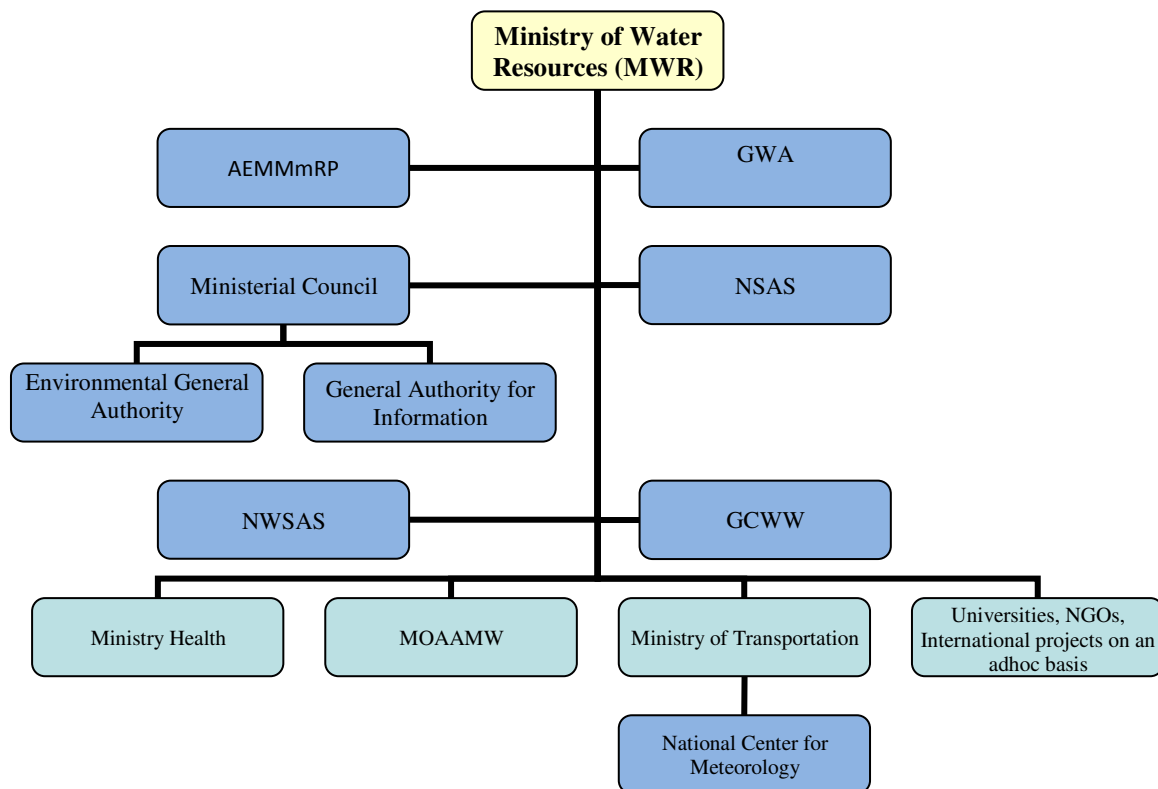 Ministry of Water
Resources (MWR)
AEMMmRP
GWA
Ministerial Council
NSAS
Environmental General
Authority
General Authority for
Information
NWSAS
GCWW
Ministry Health
MOAAMW
Ministry of Transportation
Universities, NGOs,
International projects on an
adhoc basis
National Center for
Meteorology